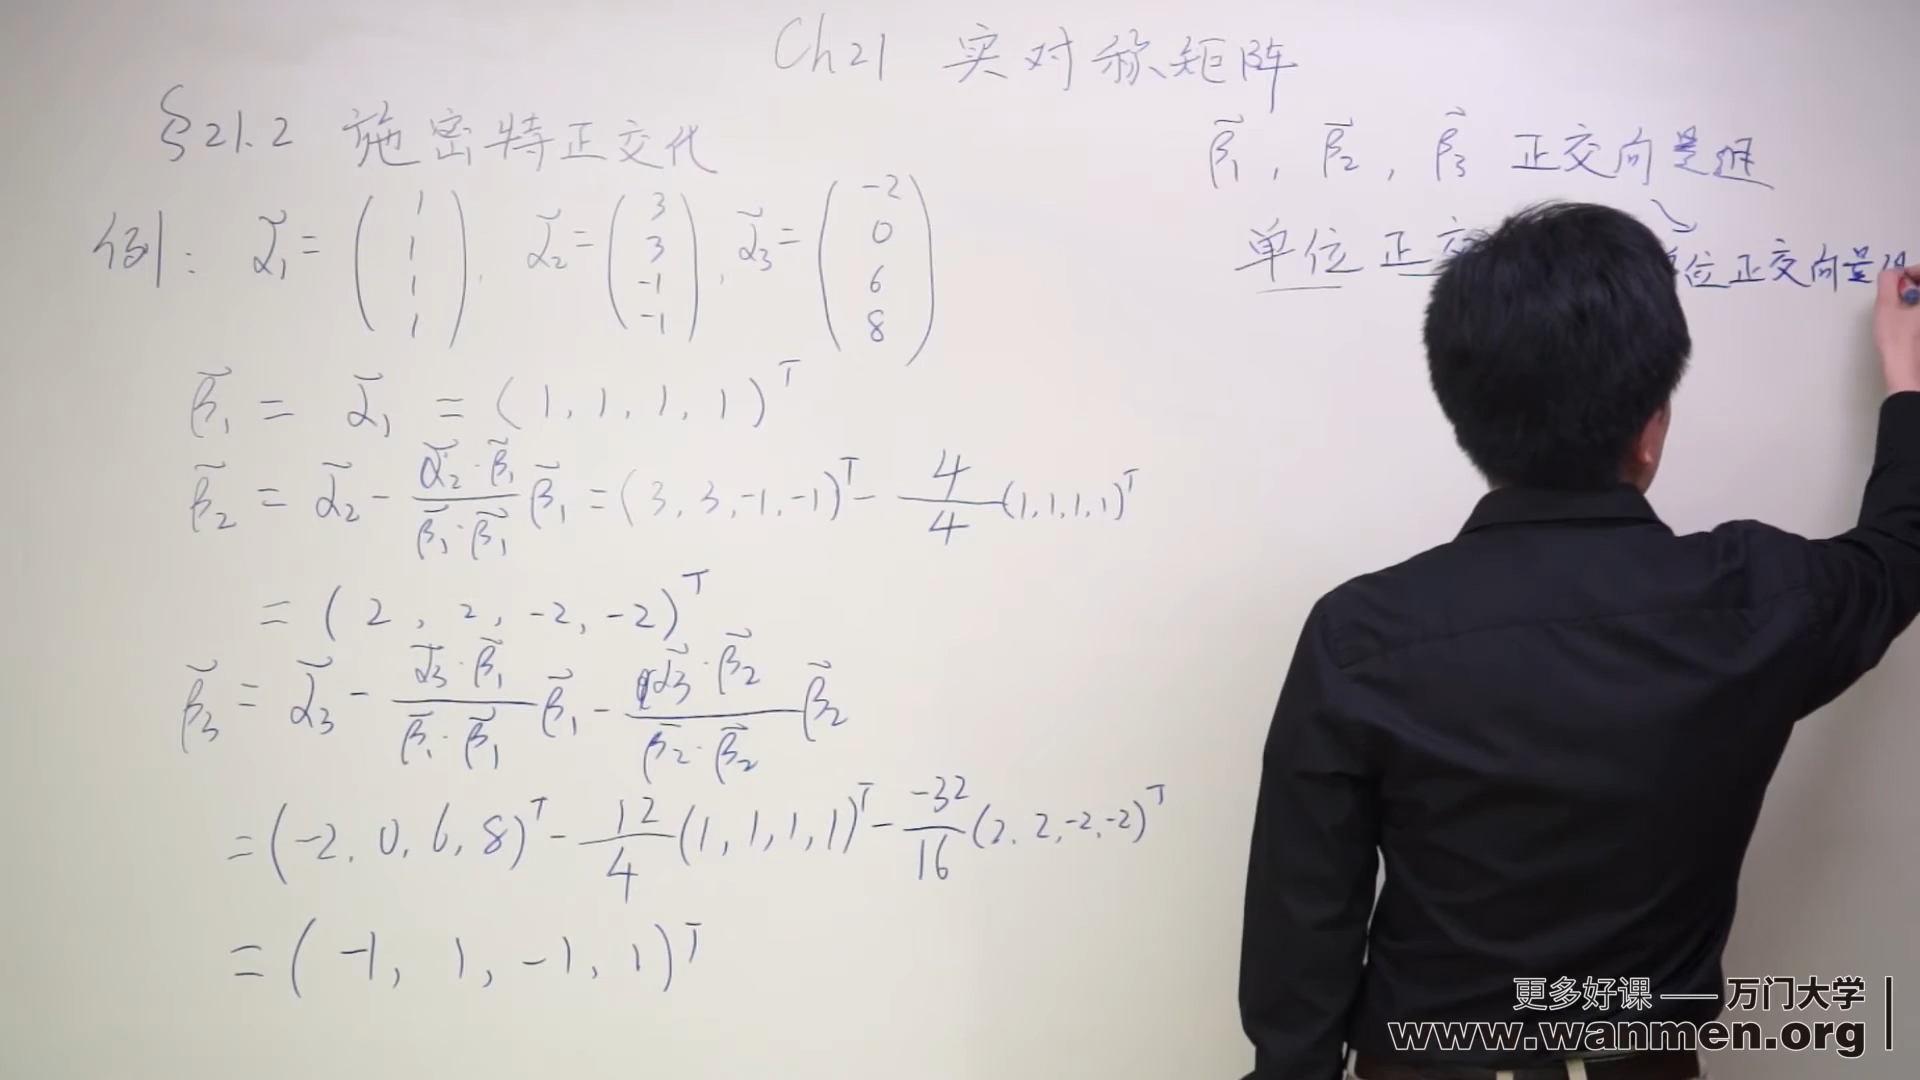 Ch21 实对称矩阵
§21.2 施密特正交化
例: α⃗₁ = (1, 1, 1, 1), α⃗₂ = (3, 3, -1, -1), α⃗₃ = (-2, 0, 6, 8)
β⃗₁ = α⃗₁ = (1, 1, 1, 1)ᵀ
β⃗₂ = α⃗₂ - (α⃗₂·β⃗₁)/(β⃗₁·β⃗₁) β⃗₁ = (3, 3, -1, -1)ᵀ - 4/4 (1, 1, 1, 1)ᵀ
= (2, 2, -2, -2)ᵀ
β⃗₃ = α⃗₃ - (α⃗₃·β⃗₁)/(β⃗₁·β⃗₁) β⃗₁ - (α⃗₃·β⃗₂)/(β⃗₂·β⃗₂) β⃗₂
= (-2, 0, 6, 8)ᵀ - 12/4 (1, 1, 1, 1)ᵀ - -32/16 (2, 2, -2, -2)ᵀ
= (-1, 1, -1, 1)ᵀ
β⃗₁, β⃗₂, β⃗₃ 正交向量组
↘
单位正交 位正交向量
更多好课 —— 万门大学
www.wanmen.org